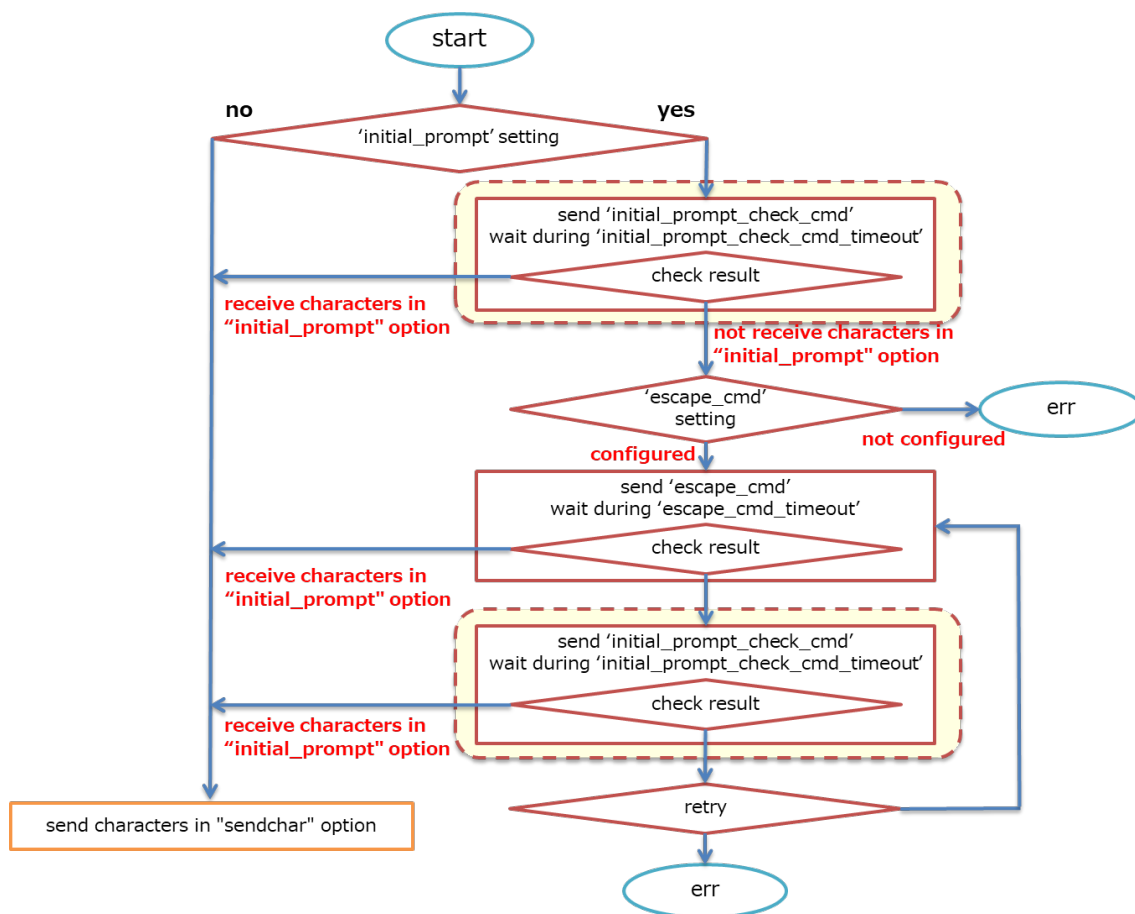 start
no
yes
‘initial_prompt’ setting
send ‘initial_prompt_check_cmd’
wait during ‘initial_prompt_check_cmd_timeout’
check result
receive characters in
“initial_prompt" option
not receive characters in
“initial_prompt" option
‘escape_cmd’
setting
err
not configured
configured
send ‘escape_cmd’
wait during ‘escape_cmd_timeout’
check result
receive characters in
“initial_prompt" option
send ‘initial_prompt_check_cmd’
wait during ‘initial_prompt_check_cmd_timeout’
check result
receive characters in
“initial_prompt" option
retry
send characters in "sendchar" option
err